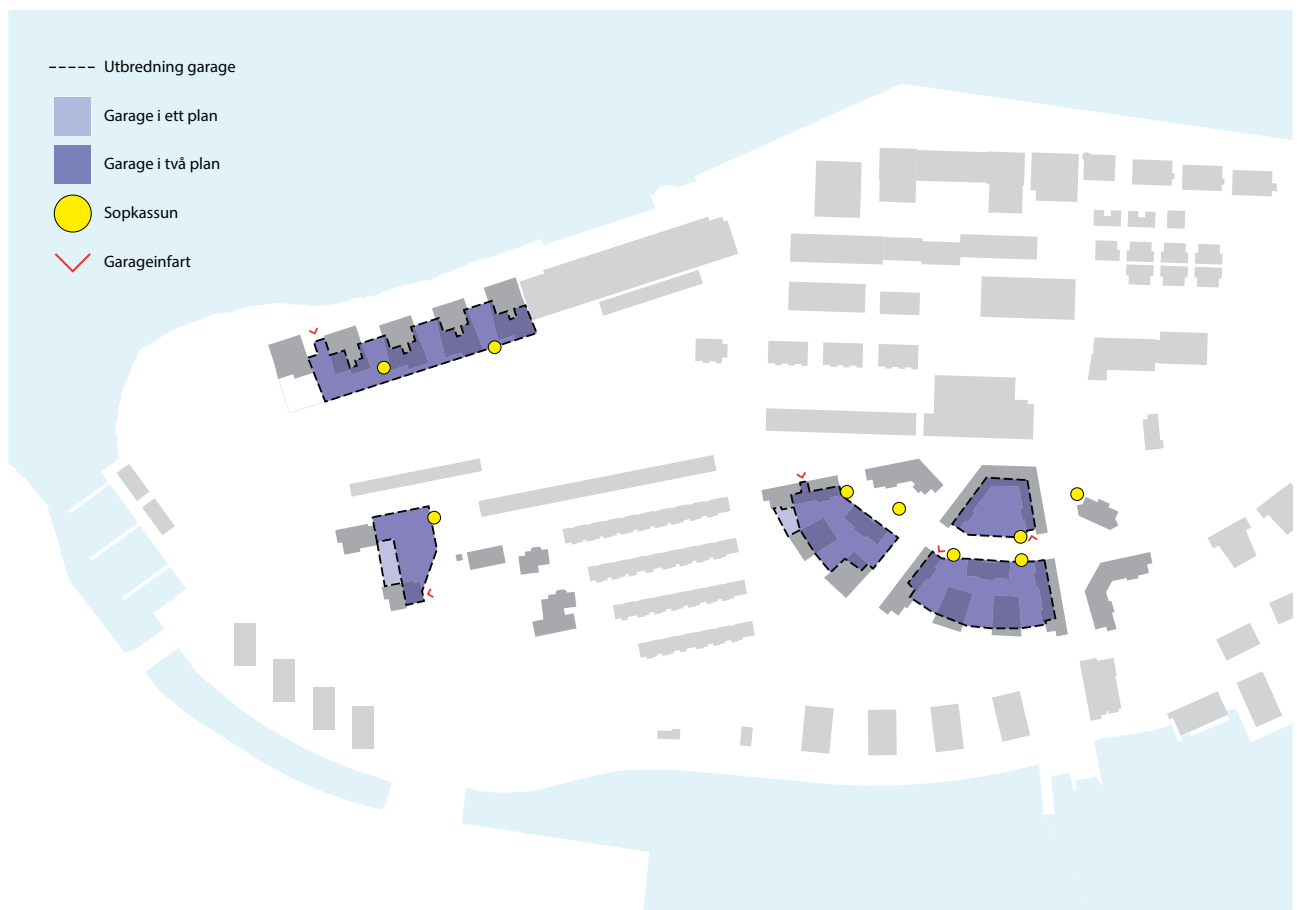 Utbredning garage
Garage i ett plan
Garage i två plan
Sopkassun
Garageinfart